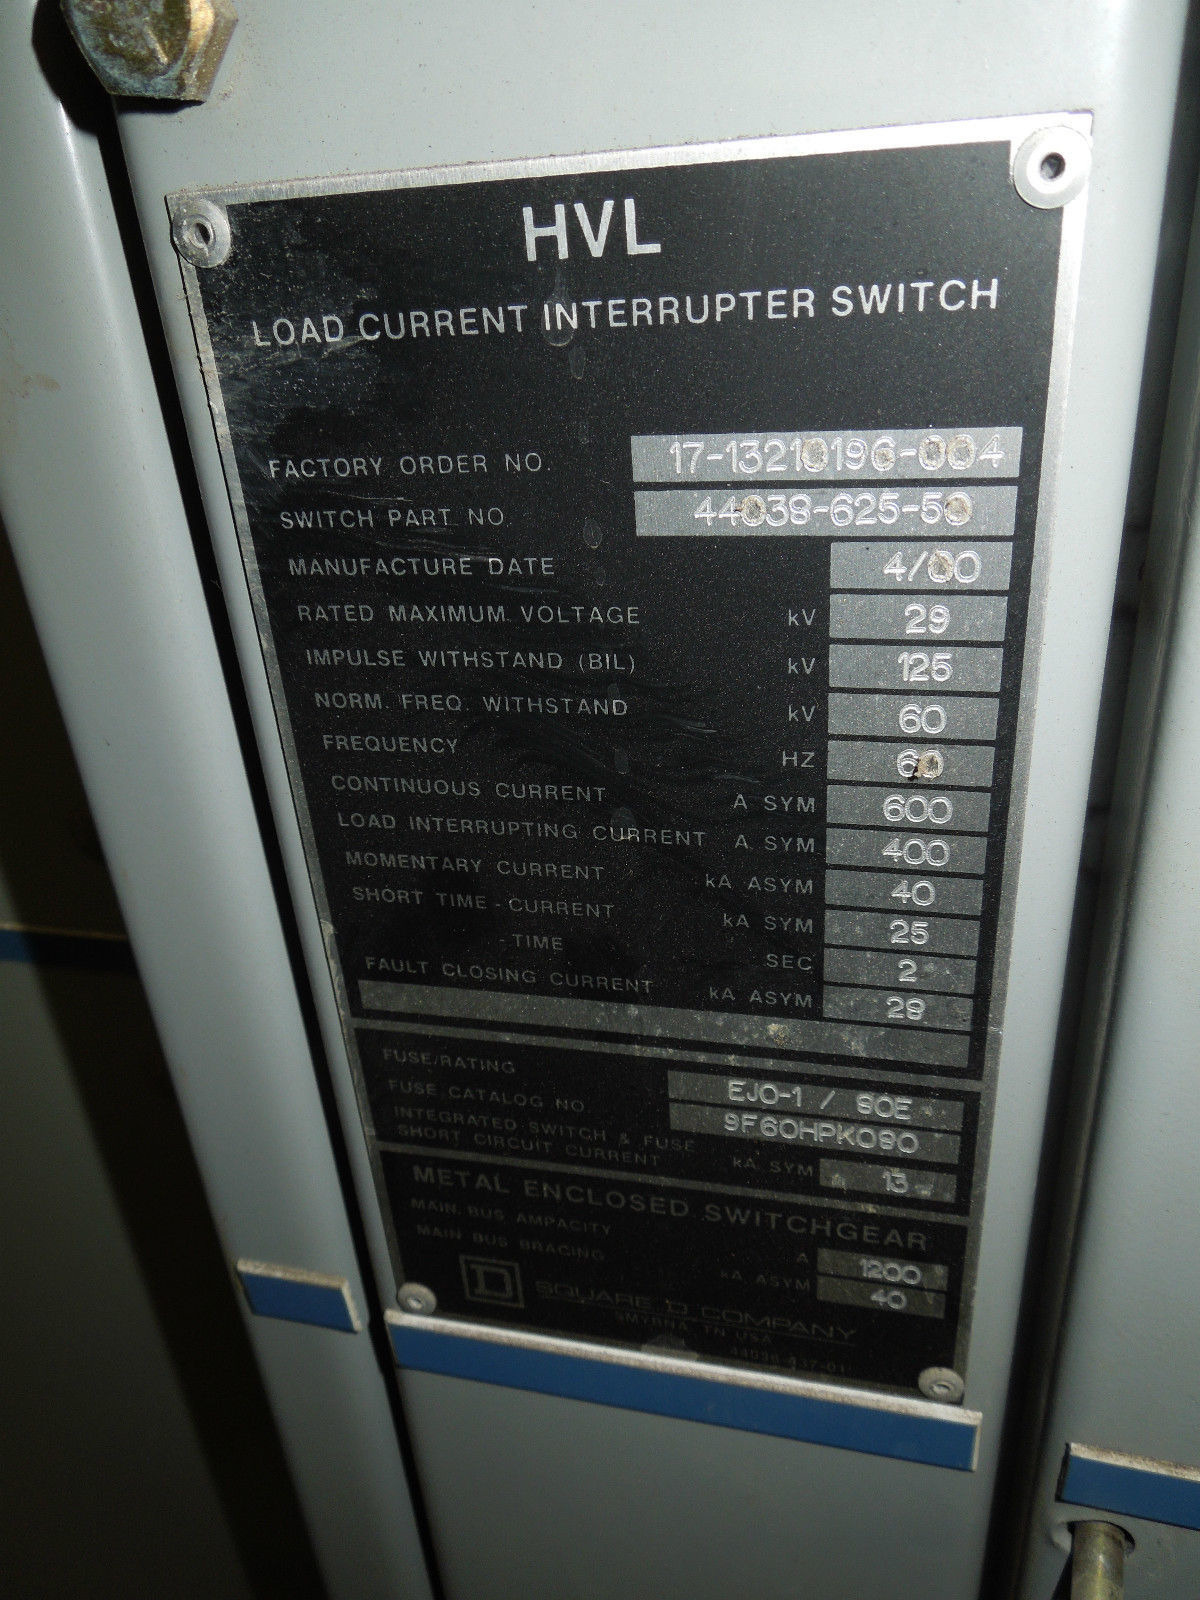 HVL
LOAD CURRENT INTERRUPTER SWITCH
FACTORY ORDER NO. 17-13210196-004
SWITCH PART NO. 44038-625-50
MANUFACTURE DATE 4/00
RATED MAXIMUM VOLTAGE kV 29
IMPULSE WITHSTAND (BIL) kV 125
NORM. FREQ. WITHSTAND kV 60
FREQUENCY HZ 60
CONTINUOUS CURRENT A SYM 600
LOAD INTERRUPTING CURRENT A SYM 400
MOMENTARY CURRENT kA ASYM 40
SHORT TIME - CURRENT kA SYM 25
- TIME SEC 2
FAULT CLOSING CURRENT kA ASYM 29
FUSE/RATING EJO-1 / 80E
FUSE CATALOG NO 9F60HPK080
INTEGRATED SWITCH & FUSE
SHORT CIRCUIT CURRENT kA SYM 13
METAL ENCLOSED SWITCHGEAR
MAIN BUS AMPACITY A 1200
MAIN BUS BRACING kA ASYM 40
D SQUARE D COMPANY
SMYRNA, TN USA